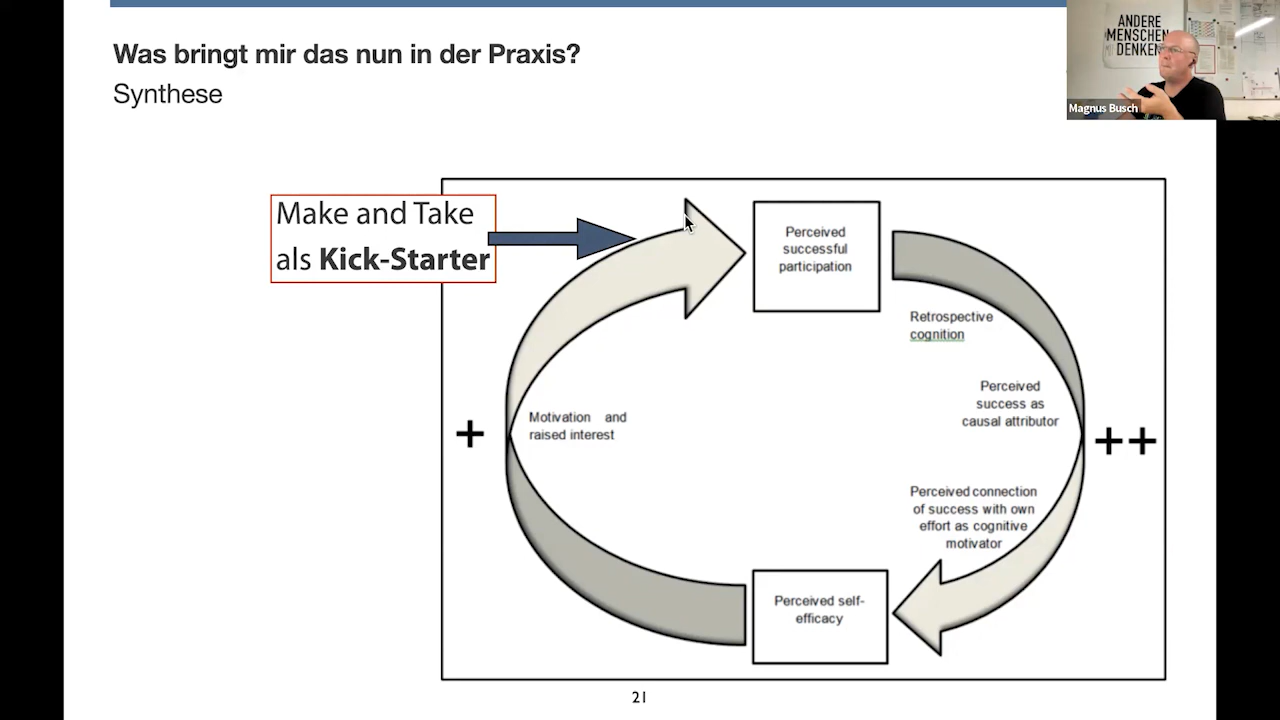 Was bringt mir das nun in der Praxis?
Synthese
ANDERE
MENSCHEN
DENKEN
Magnus Busch
Make and Take
als Kick-Starter
Perceived
successful
participation
Retrospective
cognition
Perceived
success as
causal attributor
Motivation and
raised interest
+
++
Perceived connection
of success with own
effort as cognitive
motivator
Perceived self-
efficacy
21